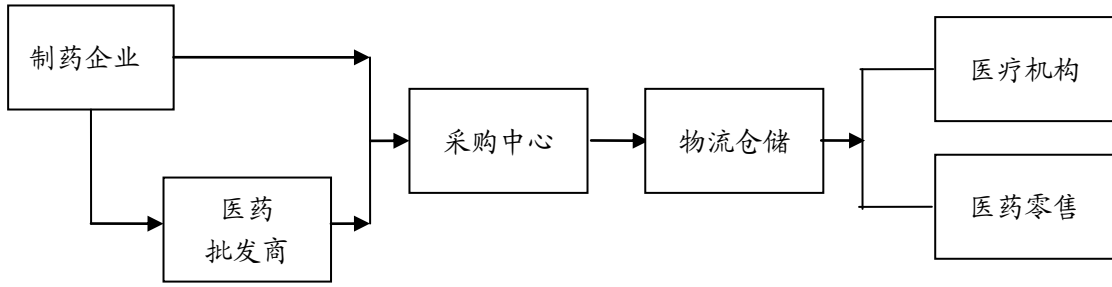 制药企业
医疗机构
采购中心
物流仓储
医药
批发商
医药零售